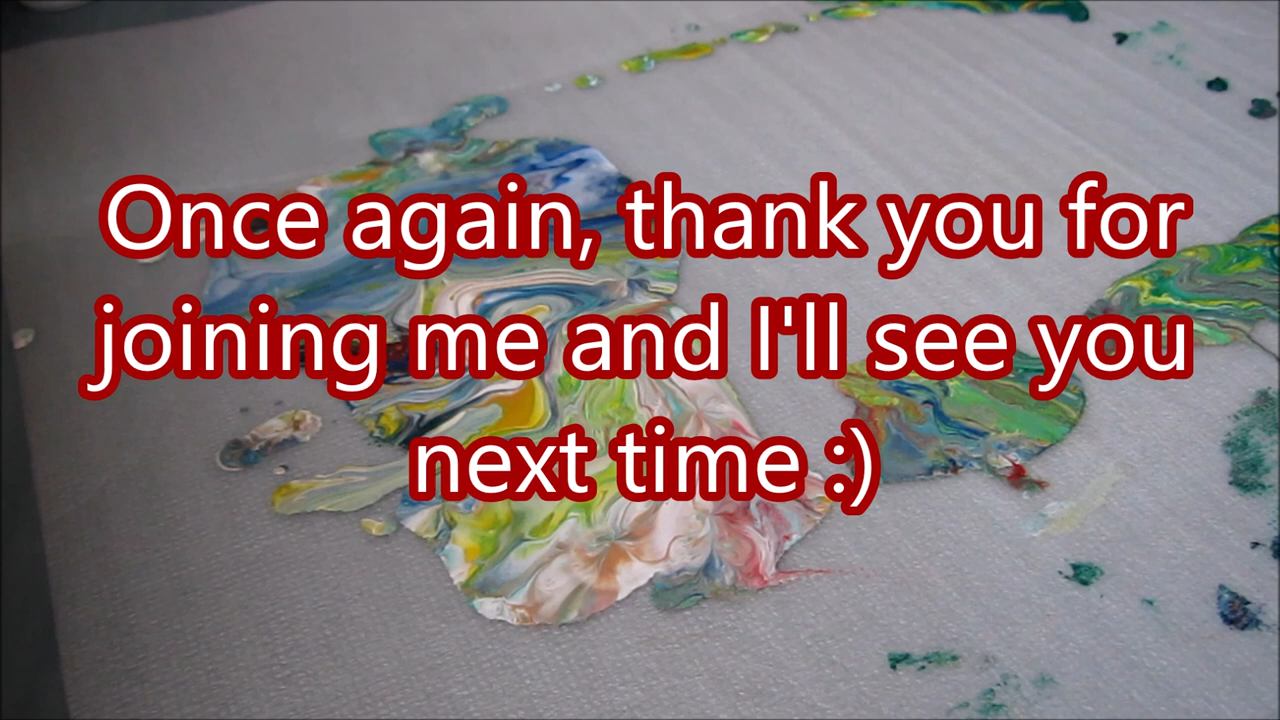 Once again, thank you for
joining me and I'll see you
next time :)